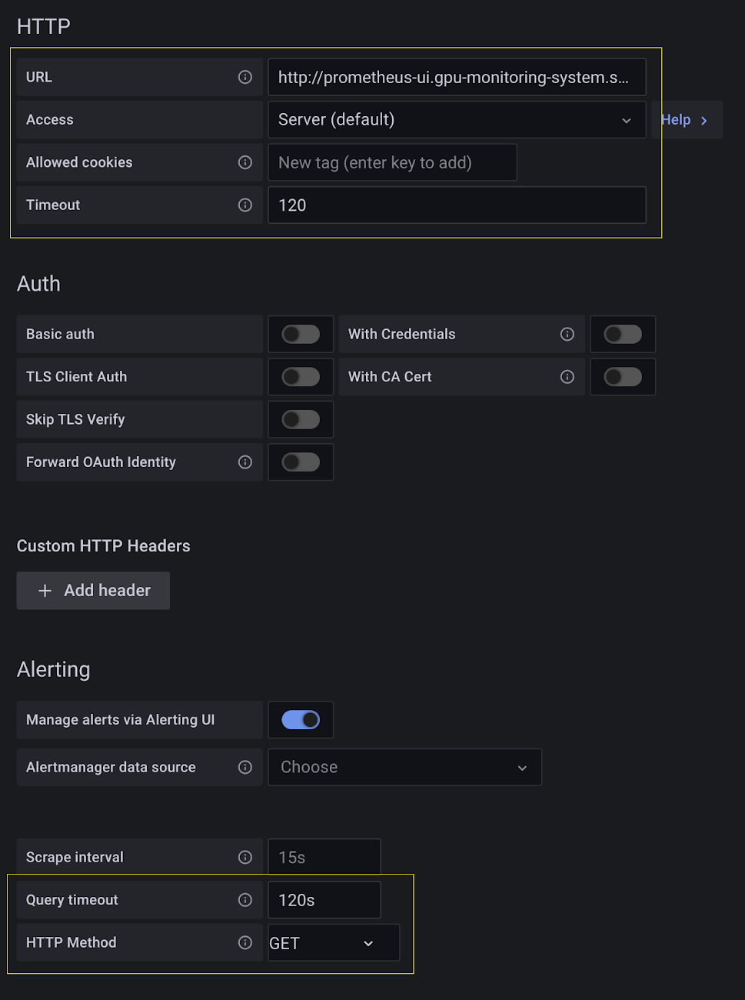 HTTP
URL http://prometheus-ui.gpu-monitoring-system.s...
Access Server (default) Help
Allowed cookies New tag (enter key to add)
Timeout 120
Auth
Basic auth With Credentials
TLS Client Auth With CA Cert
Skip TLS Verify
Forward OAuth Identity
Custom HTTP Headers
+ Add header
Alerting
Manage alerts via Alerting UI
Alertmanager data source Choose
Scrape interval 15s
Query timeout 120s
HTTP Method GET